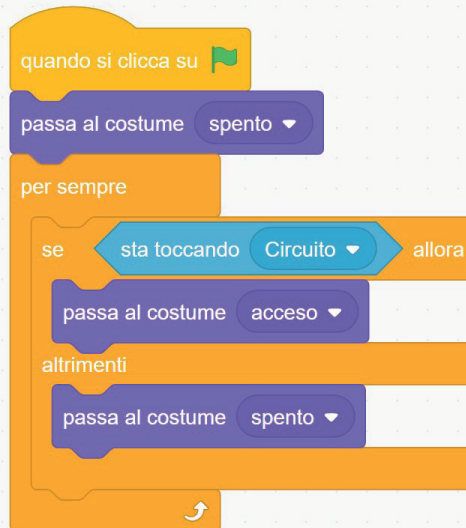 quando si clicca su
passa al costume spento
per sempre
se sta toccando Circuito allora
passa al costume acceso
altrimenti
passa al costume spento